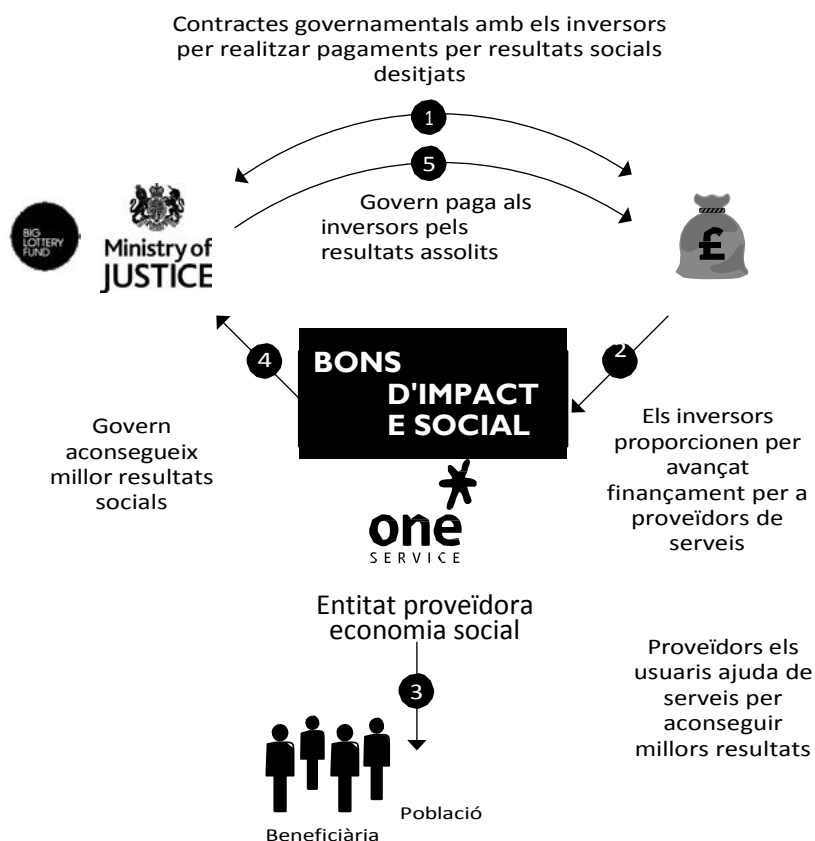 Contractes governamentals amb els inversors
per realitzar pagaments per resultats socials
desitjats
1
5
Govern paga als
inversors pels
resultats assolits
BIG
LOTTERY
FUND
Ministry of
JUSTICE
£
4
BONS
D'IMPACT
E SOCIAL
2
Govern
aconsegueix
millor resultats
socials
Els inversors
proporcionen per
avançat
finançament per a
proveïdors de
serveis
one
SERVICE
Entitat proveïdora
economia social
3
Proveïdors els
usuaris ajuda de
serveis per
aconseguir
millors resultats
Població
Beneficiària